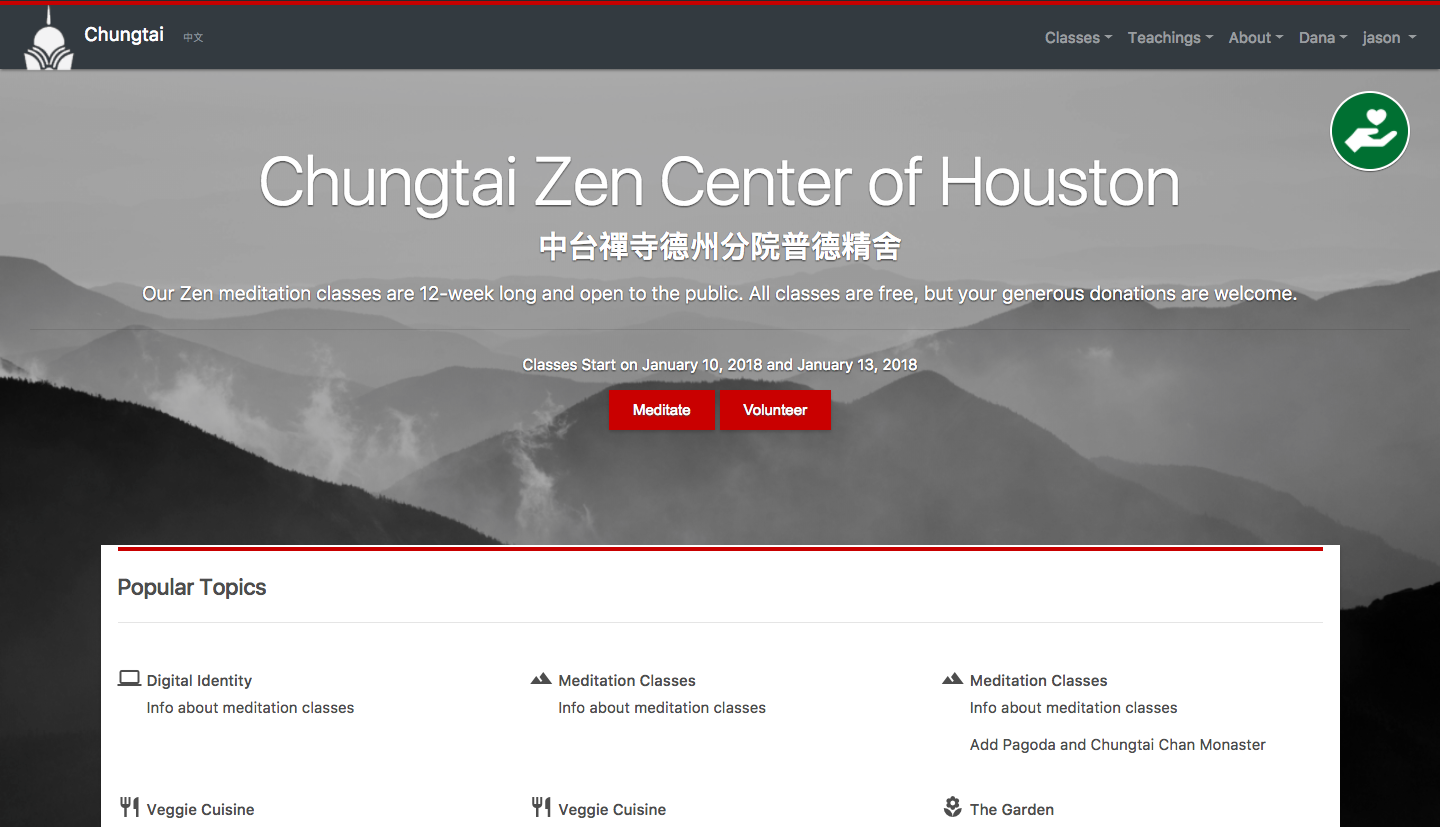 Chungtai 中文 Classes Teachings About Dana jason
Chungtai Zen Center of Houston
中台禪寺德州分院普德精舍
Our Zen meditation classes are 12-week long and open to the public. All classes are free, but your generous donations are welcome.
Classes Start on January 10, 2018 and January 13, 2018
Meditate Volunteer
Popular Topics
Digital Identity Meditation Classes Meditation Classes
Info about meditation classes Info about meditation classes Info about meditation classes
Add Pagoda and Chungtai Chan Monaster
Veggie Cuisine Veggie Cuisine The Garden